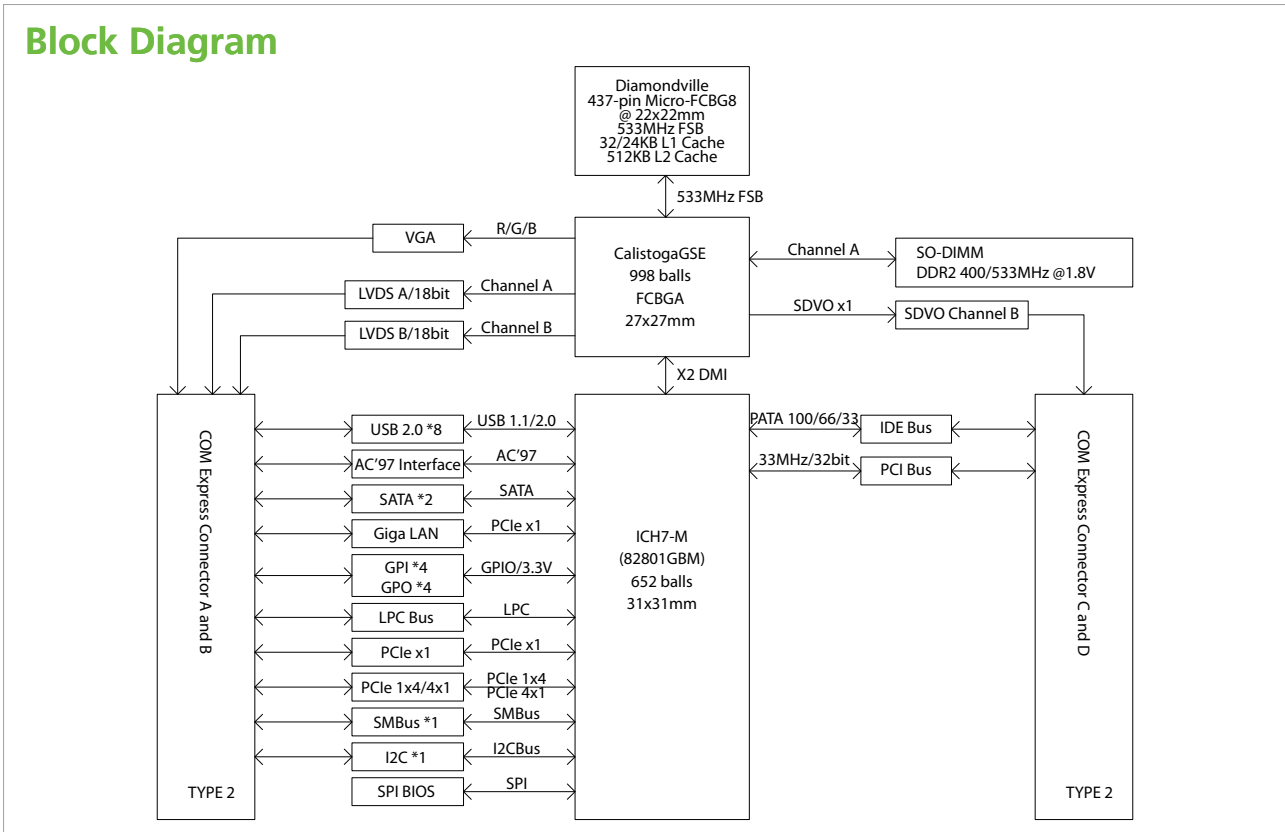 Block Diagram
Diamondville
437-pin Micro-FCBG8
@ 22x22mm
533MHz FSB
32/24KB L1 Cache
512KB L2 Cache
533MHz FSB
VGA
R/G/B
LVDS A/18bit
Channel A
LVDS B/18bit
Channel B
CalistogaGSE
998 balls
FCBGA
27x27mm
Channel A
SO-DIMM
DDR2 400/533MHz @1.8V
SDVO x1
SDVO Channel B
X2 DMI
COM Express Connector A and B
TYPE 2
USB 2.0 *8
USB 1.1/2.0
AC'97 Interface
AC'97
SATA *2
SATA
Giga LAN
PCIe x1
GPI *4
GPO *4
GPIO/3.3V
LPC Bus
LPC
PCIe x1
PCIe x1
PCIe 1x4/4x1
PCIe 1x4
PCIe 4x1
SMBus *1
SMBus
I2C *1
I2CBus
SPI BIOS
SPI
ICH7-M
(82801GBM)
652 balls
31x31mm
PATA 100/66/33
IDE Bus
33MHz/32bit
PCI Bus
COM Express Connector C and D
TYPE 2